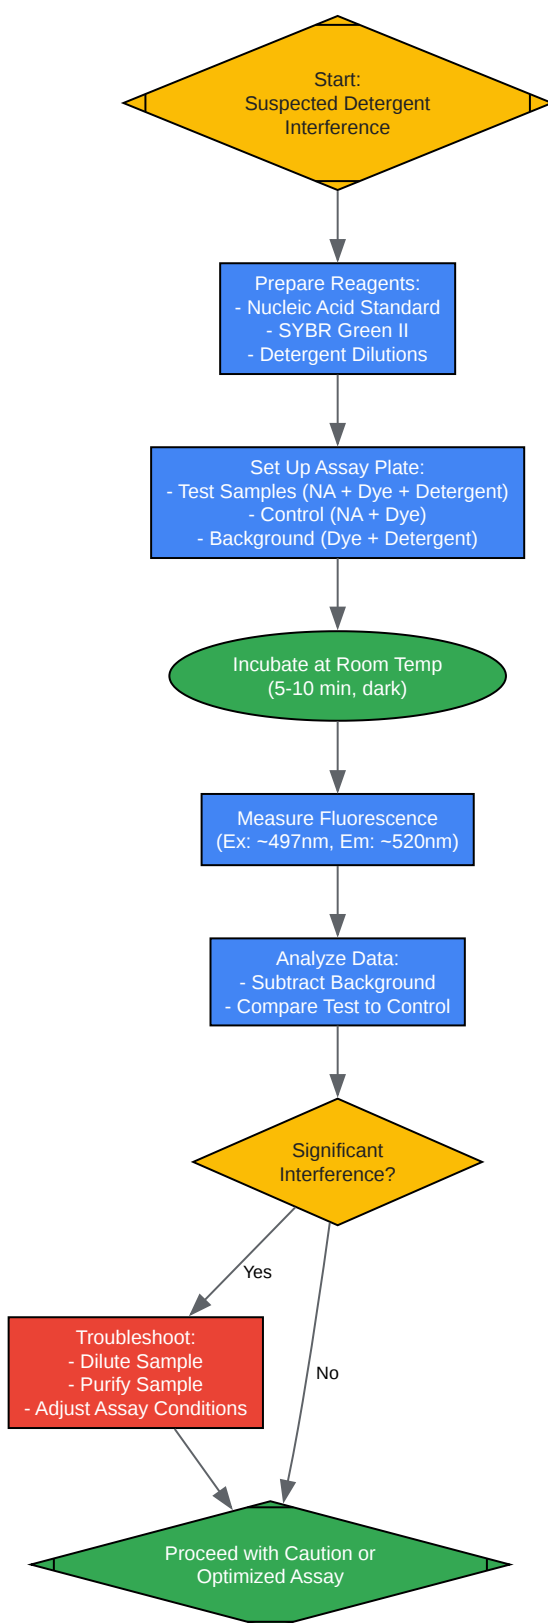 Start:
Suspected Detergent
Interference
Prepare Reagents:
- Nucleic Acid Standard
- SYBR Green II
- Detergent Dilutions
Set Up Assay Plate:
- Test Samples (NA + Dye + Detergent)
- Control (NA + Dye)
- Background (Dye + Detergent)
Incubate at Room Temp
(5-10 min, dark)
Measure Fluorescence
(Ex: ~497nm, Em: ~520nm)
Analyze Data:
- Subtract Background
- Compare Test to Control
Significant
Interference?
Yes
Troubleshoot:
- Dilute Sample
- Purify Sample
- Adjust Assay Conditions
No
Proceed with Caution or
Optimized Assay